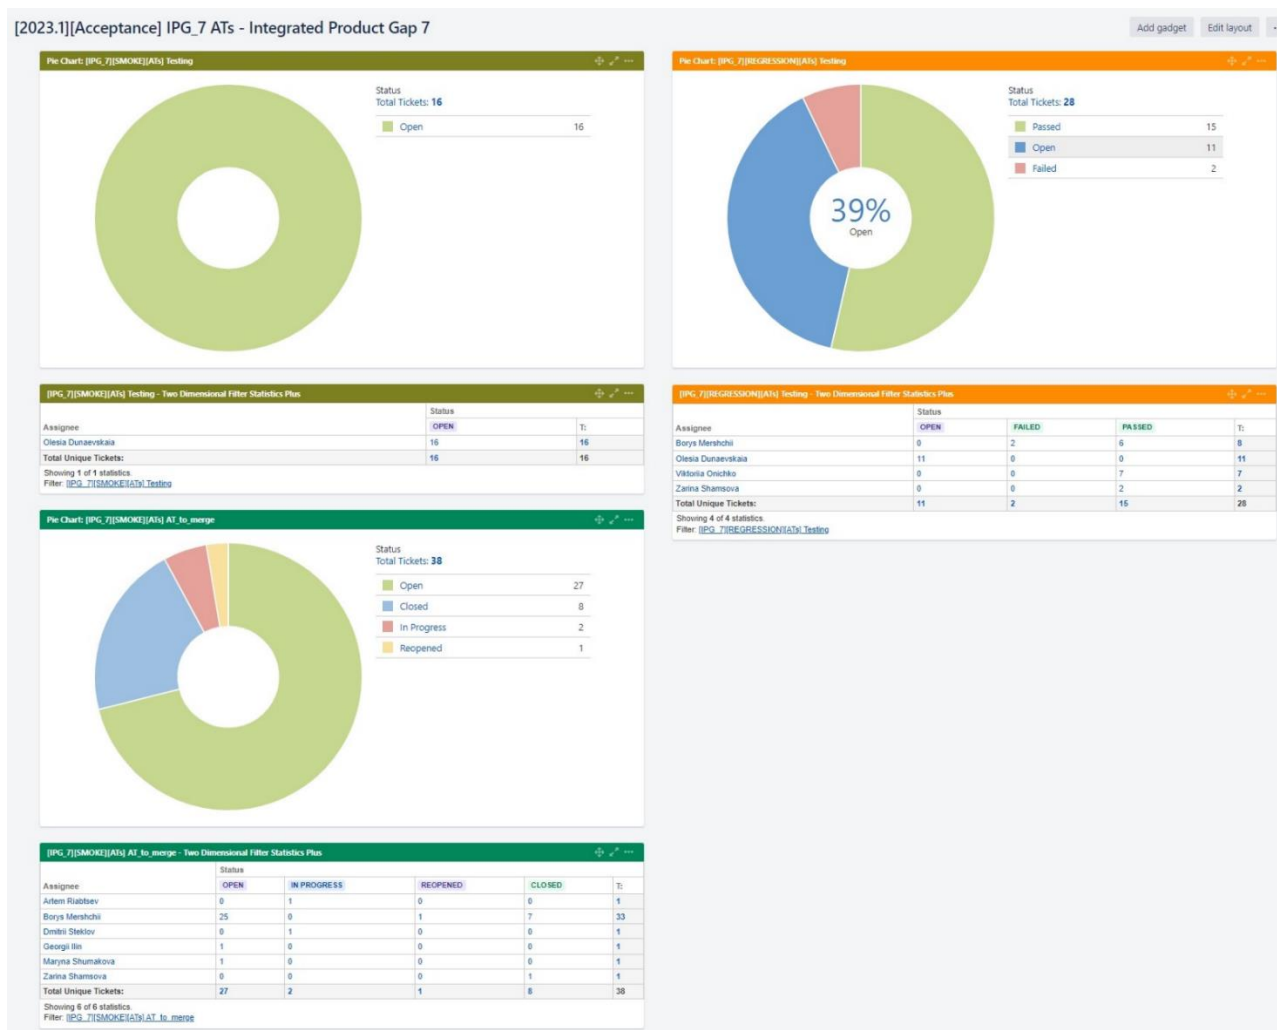 [2023.1][Acceptance] IPG_7 ATs - Integrated Product Gap 7
Add gadget Edit layout
Pie Chart: [IPG_7][SMOKE][ATs] Testing
Status
Total Tickets: 16
Open 16
Pie Chart: [IPG_7][REGRESSION][ATs] Testing
Status
Total Tickets: 28
Passed 15
Open 11
Failed 2
39%
Open
[IPG_7][SMOKE][ATs] Testing - Two Dimensional Filter Statistics Plus
Status
Assignee OPEN T:
Olesia Dunaevskaia 16 16
Total Unique Tickets: 16 16
Showing 1 of 1 statistics.
Filter: [IPG_7][SMOKE][ATs] Testing
[IPG_7][REGRESSION][ATs] Testing - Two Dimensional Filter Statistics Plus
Status
Assignee OPEN FAILED PASSED T:
Borys Mershchii 0 2 6 8
Olesia Dunaevskaia 11 0 0 11
Viktoriia Onichko 0 0 7 7
Zarina Shamsova 0 0 2 2
Total Unique Tickets: 11 2 15 28
Showing 4 of 4 statistics.
Filter: [IPG_7][REGRESSION][ATs] Testing
Pie Chart: [IPG_7][SMOKE][ATs] AT_to_merge
Status
Total Tickets: 38
Open 27
Closed 8
In Progress 2
Reopened 1
[IPG_7][SMOKE][ATs] AT_to_merge - Two Dimensional Filter Statistics Plus
Status
Assignee OPEN IN PROGRESS REOPENED CLOSED T:
Artem Riabtsev 0 1 0 0 1
Borys Mershchii 25 0 1 7 33
Dmitrii Steklov 0 1 0 0 1
Georgii Ilin 1 0 0 0 1
Maryna Shumakova 1 0 0 0 1
Zarina Shamsova 0 0 0 1 1
Total Unique Tickets: 27 2 1 8 38
Showing 6 of 6 statistics.
Filter: [IPG_7][SMOKE][ATs] AT_to_merge